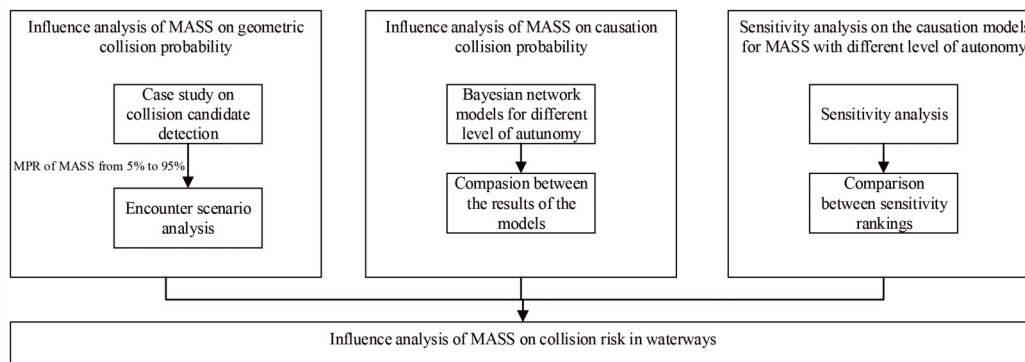 Influence analysis of MASS on geometric
collision probability
Case study on
collision candidate
detection
MPR of MASS from 5% to 95%
Encounter scenario
analysis
Influence analysis of MASS on causation
collision probability
Bayesian network
models for different
level of autunomy
Compasion between
the results of the
models
Sensitivity analysis on the causation models
for MASS with different level of autonomy
Sensitivity analysis
Comparison
between sensitivity
rankings
Influence analysis of MASS on collision risk in waterways